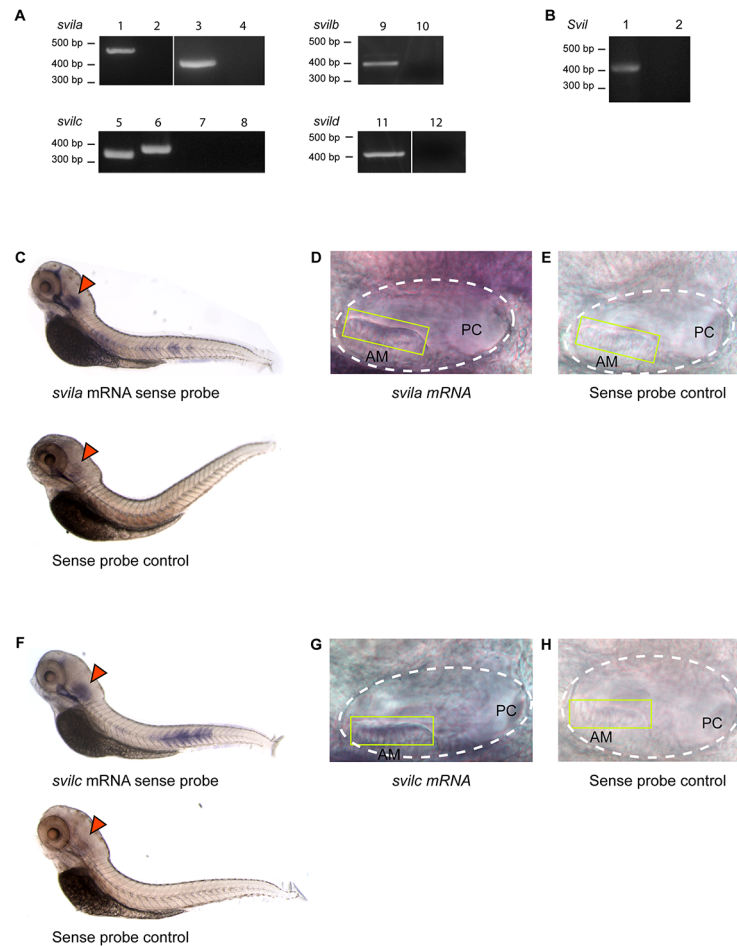 A
B
svila 1 2 3 4
500 bp
400 bp
300 bp
svilb 9 10
500 bp
400 bp
300 bp
Svil 1 2
500 bp
400 bp
300 bp
svilc 5 6 7 8
400 bp
300 bp
svild 11 12
500 bp
400 bp
C
D
E
PC
AM
PC
AM
svila mRNA sense probe
svila mRNA
Sense probe control
Sense probe control
F
G
H
PC
AM
PC
AM
svilc mRNA sense probe
svilc mRNA
Sense probe control
Sense probe control